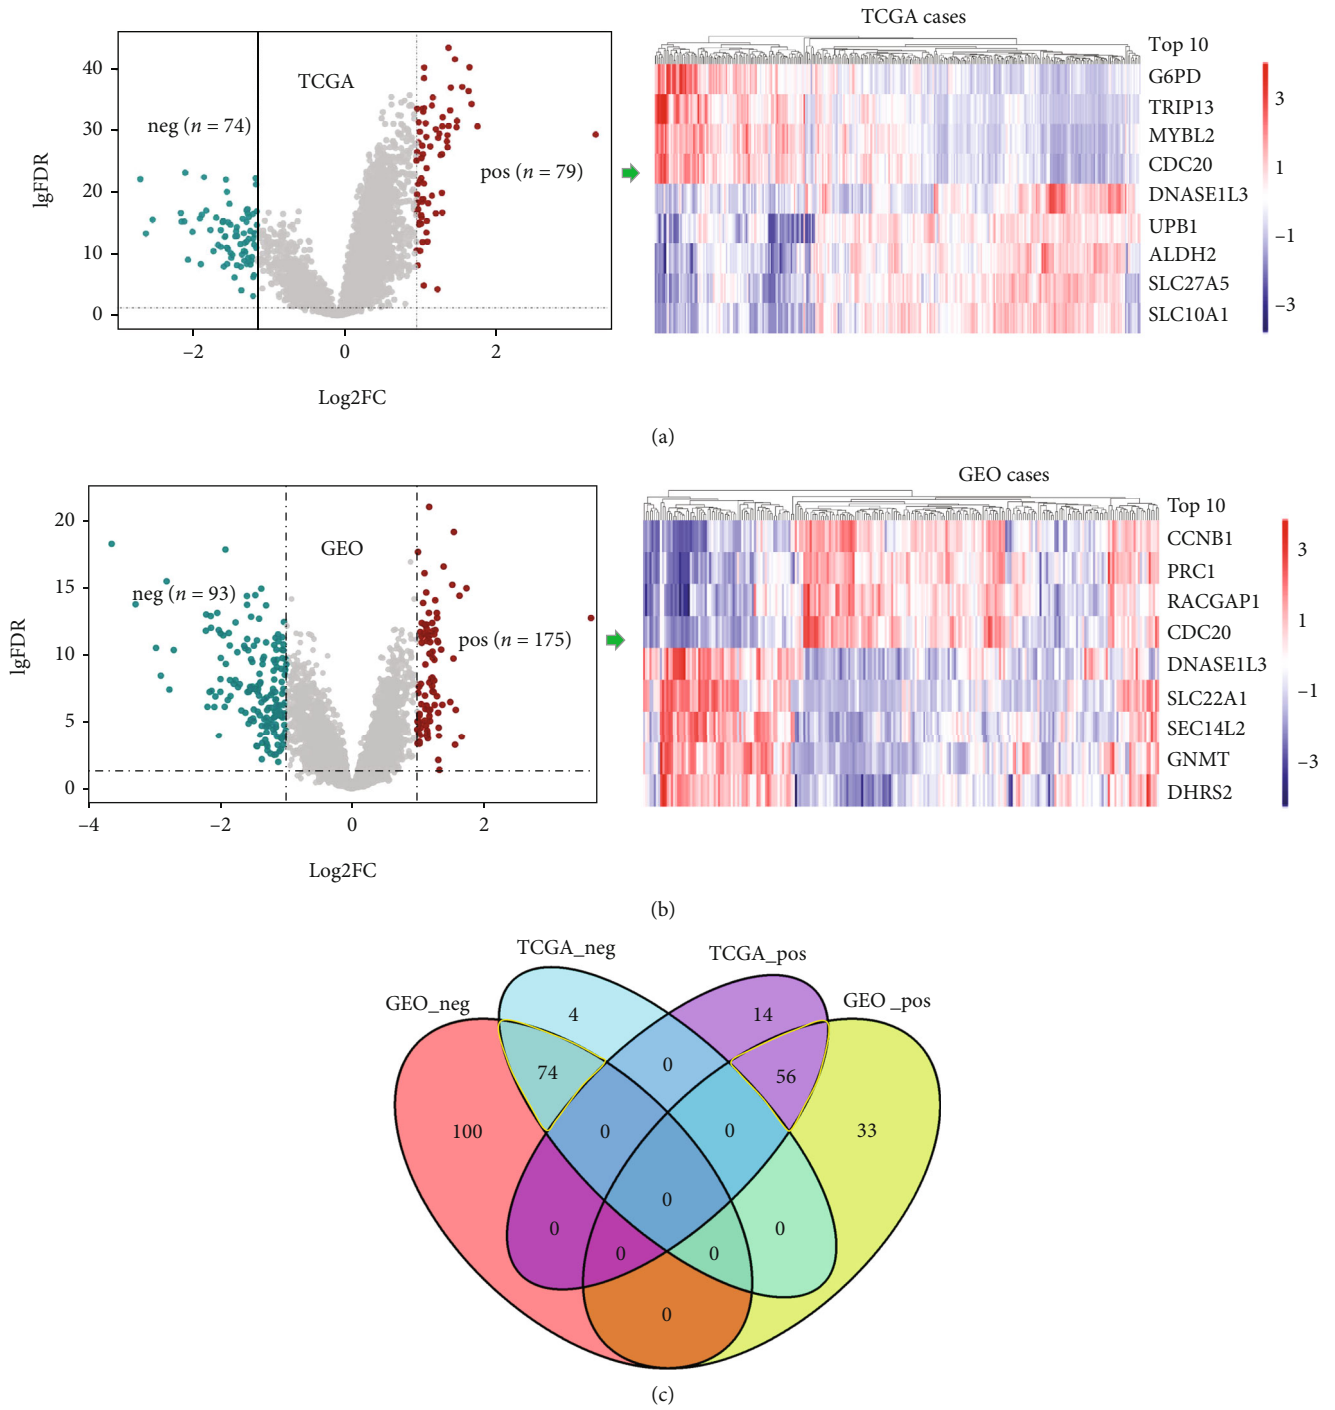 TCGA cases
TCGA
neg (n = 74)
pos (n = 79)
lgFDR
40
30
20
10
0
−2
0
2
Log2FC
Top 10
G6PD
TRIP13
MYBL2
CDC20
DNASE1L3
UPB1
ALDH2
SLC27A5
SLC10A1
3
1
−1
−3
(a)
GEO cases
GEO
neg (n = 93)
pos (n = 175)
lgFDR
20
15
10
5
0
−4
−2
0
2
Log2FC
Top 10
CCNB1
PRC1
RACGAP1
CDC20
DNASE1L3
SLC22A1
SEC14L2
GNMT
DHRS2
3
1
−1
−3
(b)
TCGA_neg
TCGA_pos
GEO_neg
GEO _pos
4
14
0
74
56
100
0
0
33
0
0
0
0
0
0
(c)